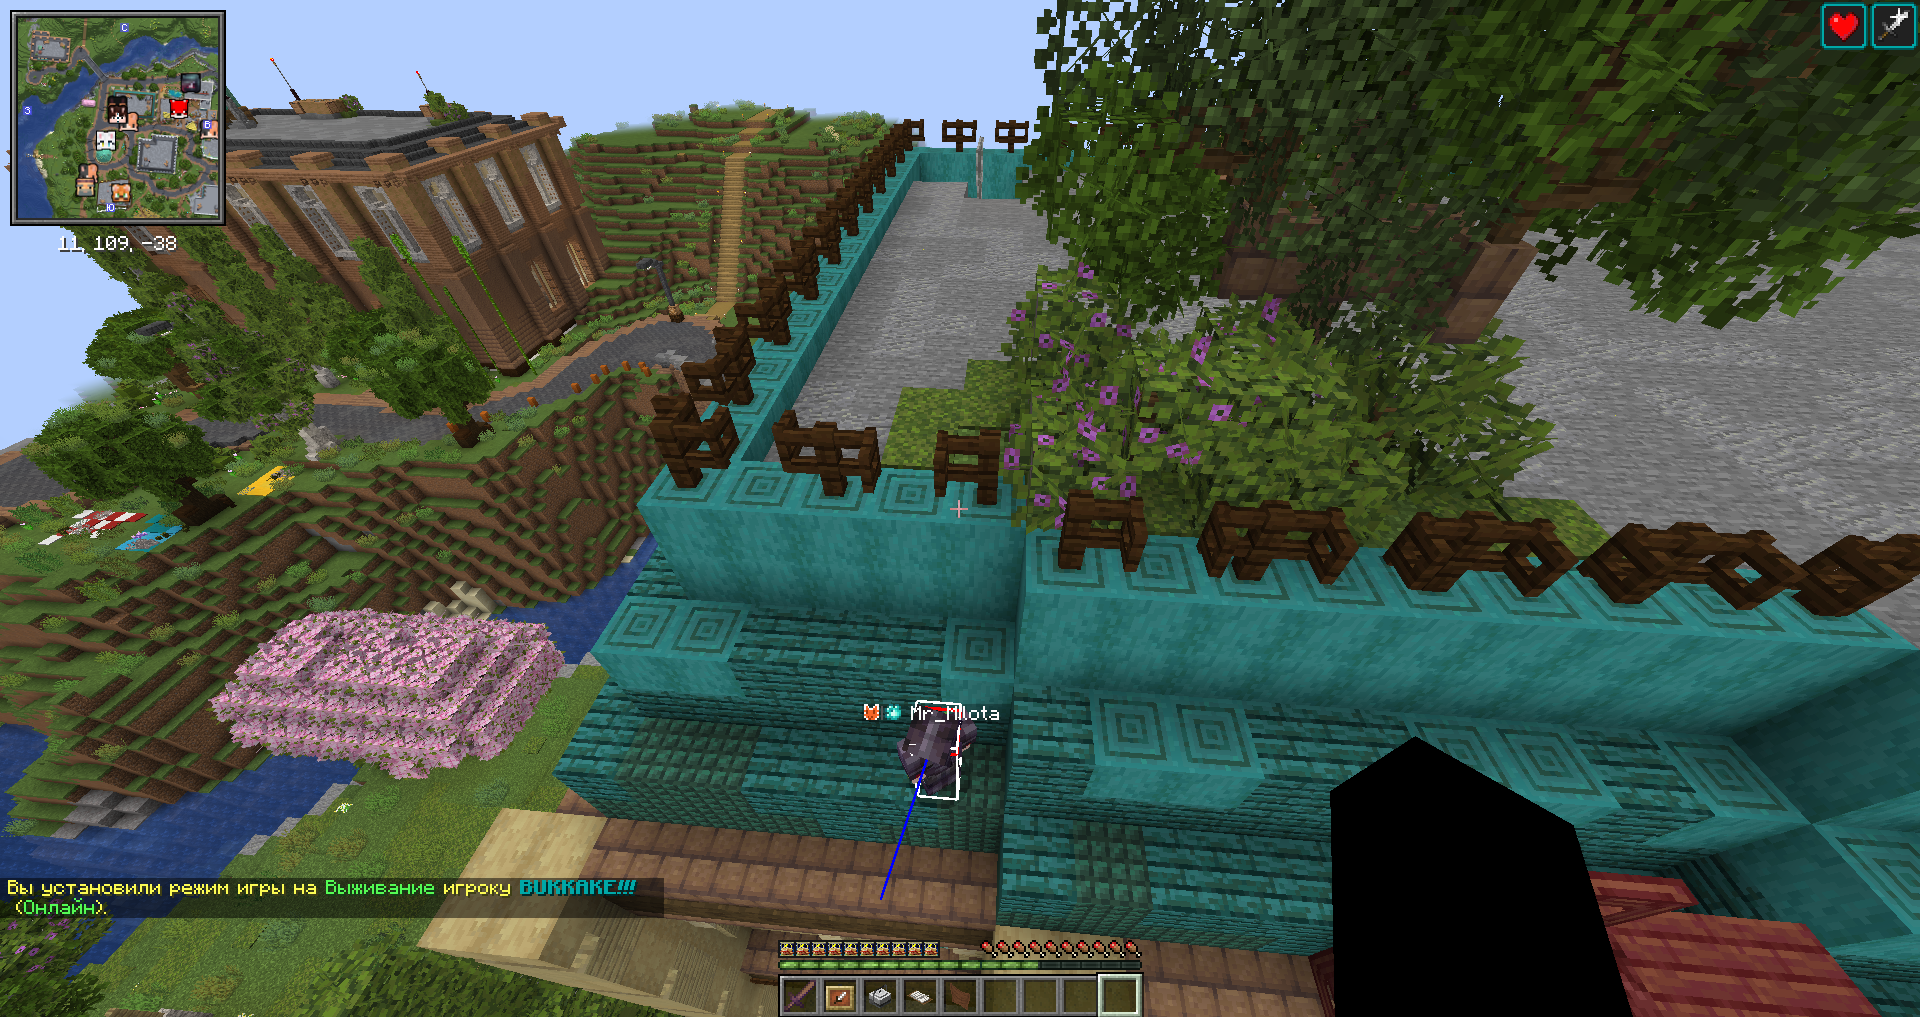 С
З
В
Ю
11, 109, -38
Mr_Milota
Вы установили режим игры на Выживание игроку BUKKAKE!!!
(Онлайн).